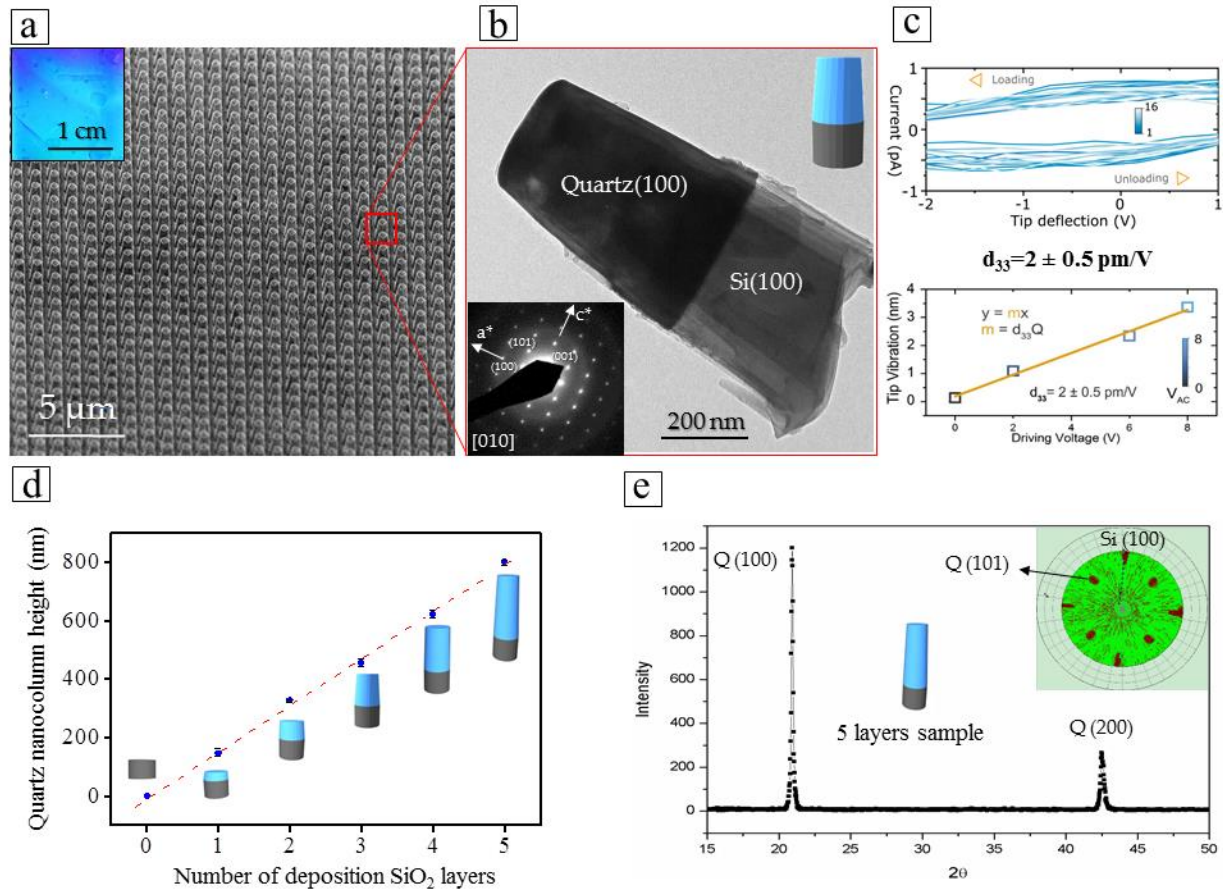 a
1 cm
5 µm
b
Quartz(100)
Si(100)
a*
c*
(101)
(100)
(001)
[010]
200 nm
c
Current (pA)
1
0
-1
Loading
16
1
Unloading
-2
-1
0
1
Tip deflection (V)
d33=2 ± 0.5 pm/V
Tip Vibration (um)
4
3
2
1
0
y = mx
m = d33Q
d33= 2 ± 0.5 pm/V
8
0
VAC
0
2
4
6
8
Driving Voltage (V)
d
Quartz nanocolumn height (nm)
800
600
400
200
0
0
1
2
3
4
5
Number of deposition SiO2 layers
e
Intensity
1200
1000
800
600
400
200
0
Q (100)
Q (101)
Si (100)
5 layers sample
Q (200)
15
20
25
30
35
40
45
50
2θ